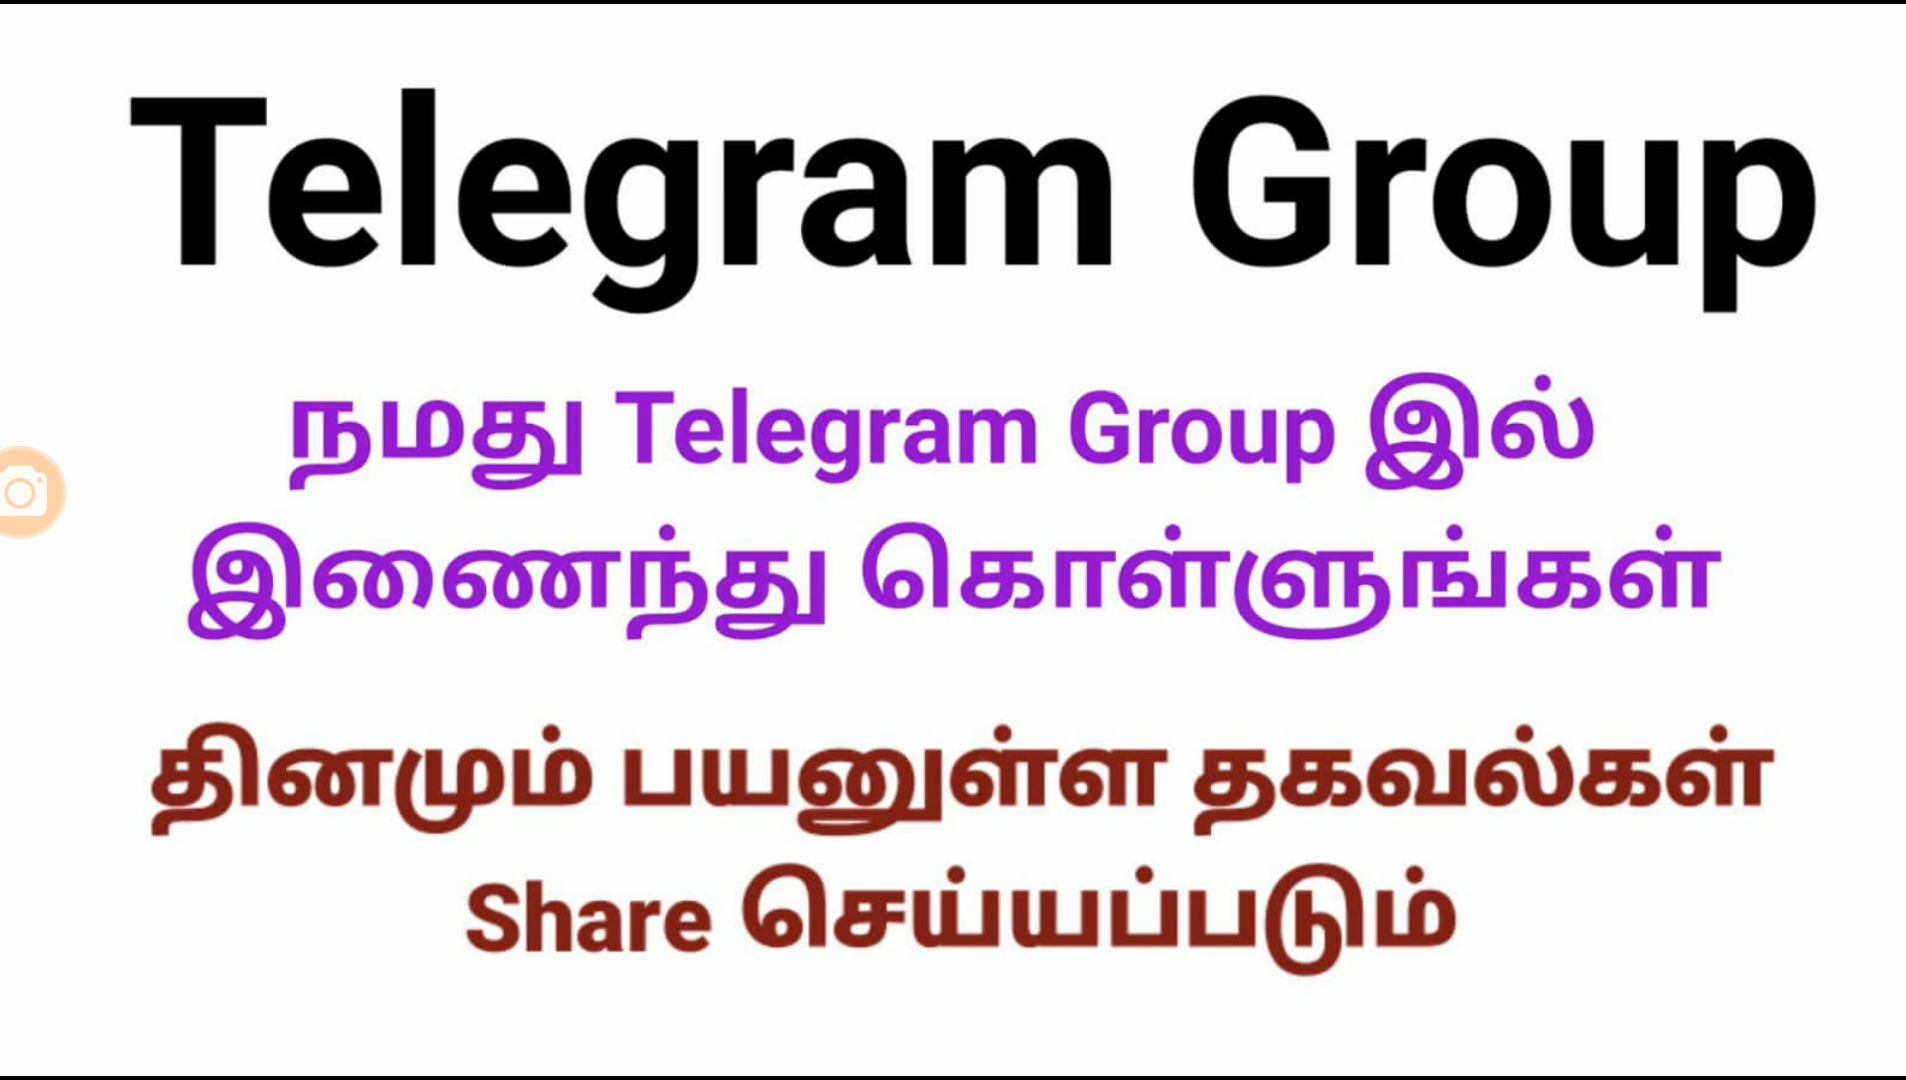 Telegram Group
நமது Telegram Group இல்
இணைந்து கொள்ளுங்கள்
தினமும் பயனுள்ள தகவல்கள்
Share செய்யப்படும்